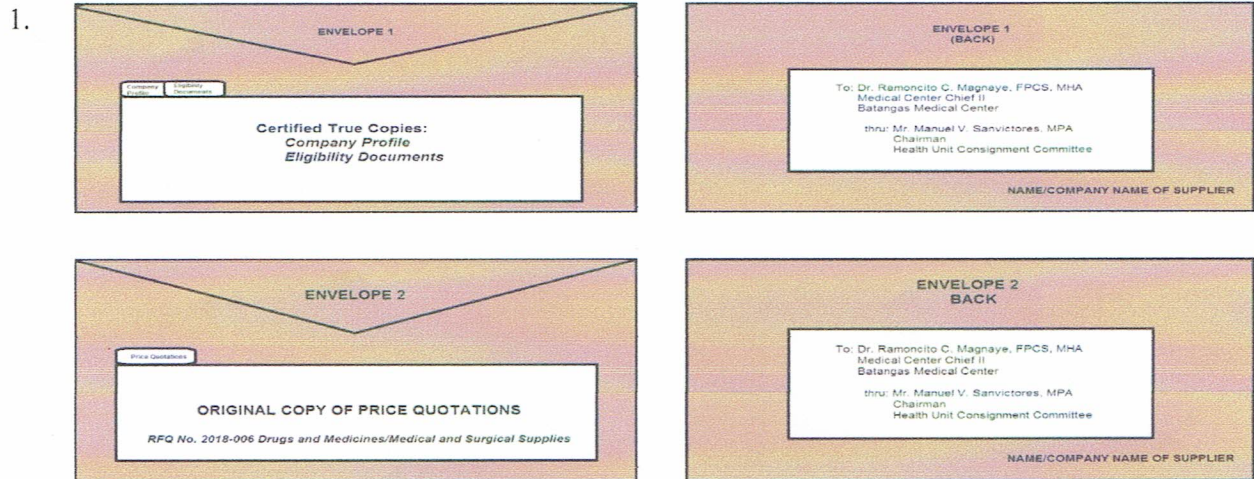 1.
ENVELOPE 1
Company Profile
Eligibility Documents
Certified True Copies:
Company Profile
Eligibility Documents
ENVELOPE 1
(BACK)
To: Dr. Ramoncito C. Magnaye, FPCS, MHA
Medical Center Chief II
Batangas Medical Center
thru: Mr. Manuel V. Sanvictores, MPA
Chairman
Health Unit Consignment Committee
NAME/COMPANY NAME OF SUPPLIER
ENVELOPE 2
Price Quotations
ORIGINAL COPY OF PRICE QUOTATIONS
RFQ No. 2018-006 Drugs and Medicines/Medical and Surgical Supplies
ENVELOPE 2
BACK
To: Dr. Ramoncito C. Magnaye, FPCS, MHA
Medical Center Chief II
Batangas Medical Center
thru: Mr. Manuel V. Sanvictores, MPA
Chairman
Health Unit Consignment Committee
NAME/COMPANY NAME OF SUPPLIER